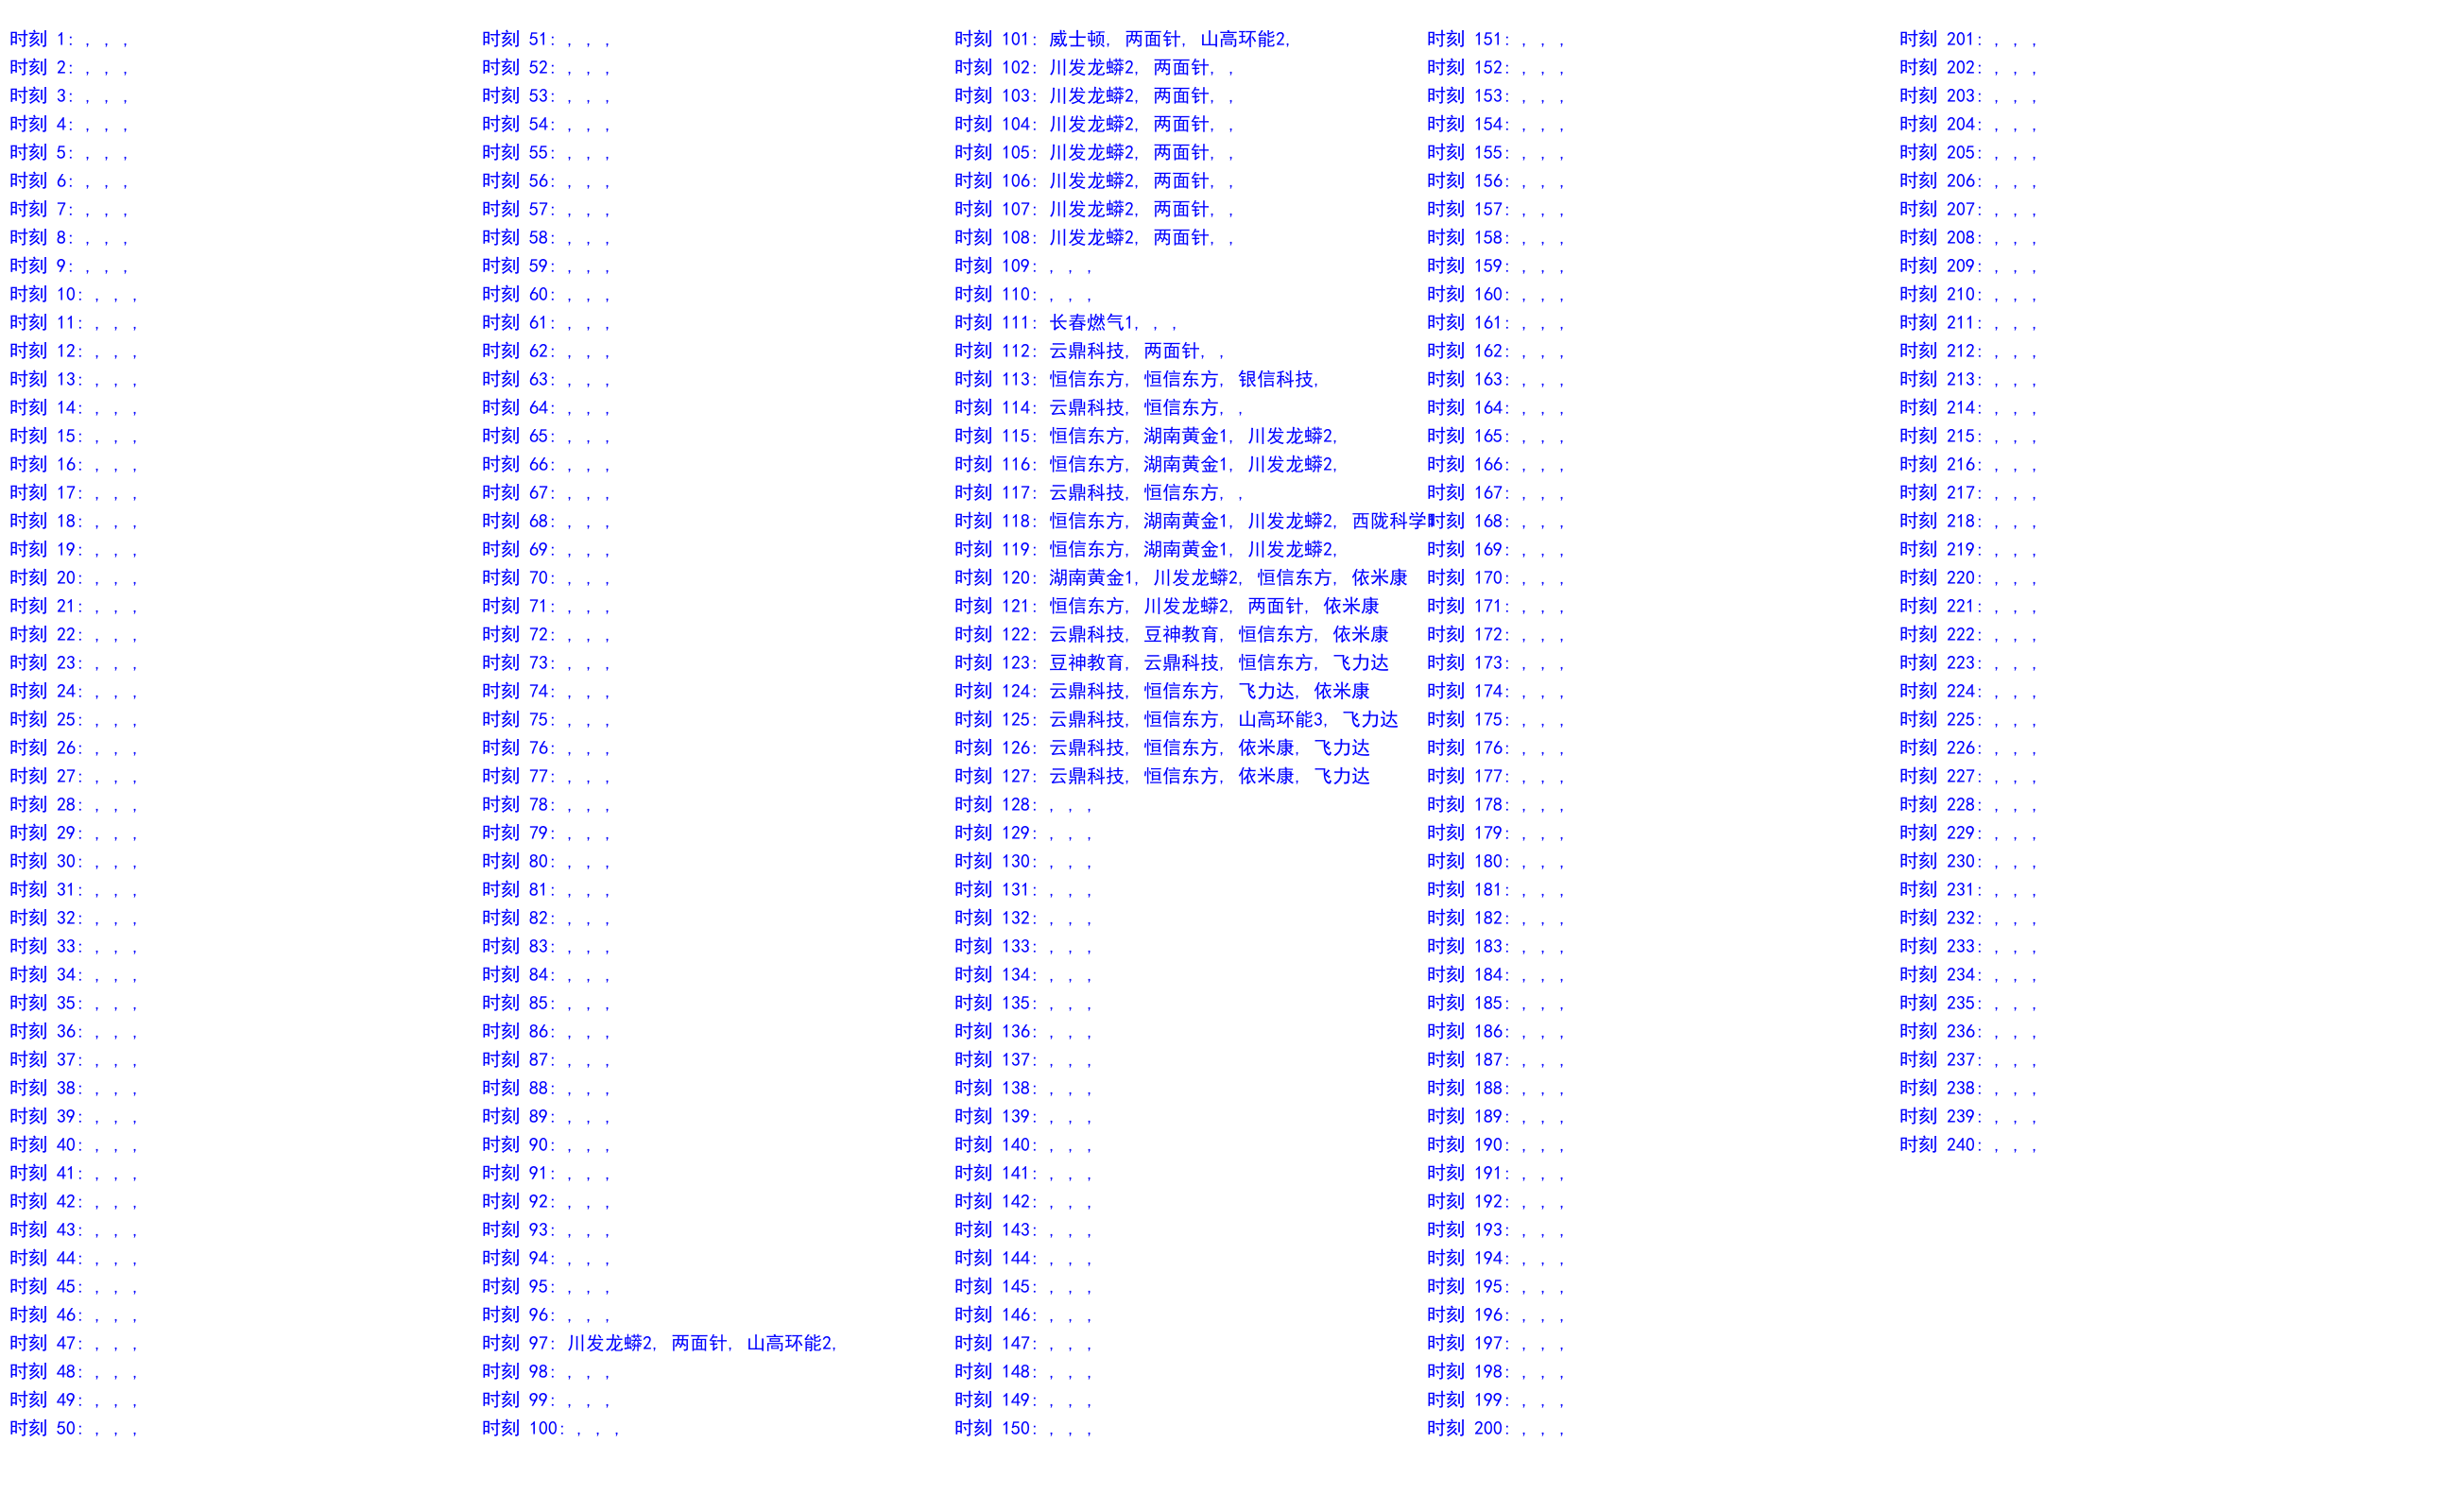 时刻 1: , , ,
时刻 2: , , ,
时刻 3: , , ,
时刻 4: , , ,
时刻 5: , , ,
时刻 6: , , ,
时刻 7: , , ,
时刻 8: , , ,
时刻 9: , , ,
时刻 10: , , ,
时刻 11: , , ,
时刻 12: , , ,
时刻 13: , , ,
时刻 14: , , ,
时刻 15: , , ,
时刻 16: , , ,
时刻 17: , , ,
时刻 18: , , ,
时刻 19: , , ,
时刻 20: , , ,
时刻 21: , , ,
时刻 22: , , ,
时刻 23: , , ,
时刻 24: , , ,
时刻 25: , , ,
时刻 26: , , ,
时刻 27: , , ,
时刻 28: , , ,
时刻 29: , , ,
时刻 30: , , ,
时刻 31: , , ,
时刻 32: , , ,
时刻 33: , , ,
时刻 34: , , ,
时刻 35: , , ,
时刻 36: , , ,
时刻 37: , , ,
时刻 38: , , ,
时刻 39: , , ,
时刻 40: , , ,
时刻 41: , , ,
时刻 42: , , ,
时刻 43: , , ,
时刻 44: , , ,
时刻 45: , , ,
时刻 46: , , ,
时刻 47: , , ,
时刻 48: , , ,
时刻 49: , , ,
时刻 50: , , ,
时刻 51: , , ,
时刻 52: , , ,
时刻 53: , , ,
时刻 54: , , ,
时刻 55: , , ,
时刻 56: , , ,
时刻 57: , , ,
时刻 58: , , ,
时刻 59: , , ,
时刻 60: , , ,
时刻 61: , , ,
时刻 62: , , ,
时刻 63: , , ,
时刻 64: , , ,
时刻 65: , , ,
时刻 66: , , ,
时刻 67: , , ,
时刻 68: , , ,
时刻 69: , , ,
时刻 70: , , ,
时刻 71: , , ,
时刻 72: , , ,
时刻 73: , , ,
时刻 74: , , ,
时刻 75: , , ,
时刻 76: , , ,
时刻 77: , , ,
时刻 78: , , ,
时刻 79: , , ,
时刻 80: , , ,
时刻 81: , , ,
时刻 82: , , ,
时刻 83: , , ,
时刻 84: , , ,
时刻 85: , , ,
时刻 86: , , ,
时刻 87: , , ,
时刻 88: , , ,
时刻 89: , , ,
时刻 90: , , ,
时刻 91: , , ,
时刻 92: , , ,
时刻 93: , , ,
时刻 94: , , ,
时刻 95: , , ,
时刻 96: , , ,
时刻 97: 川发龙蟒2, 两面针, 山高环能2,
时刻 98: , , ,
时刻 99: , , ,
时刻 100: , , ,
时刻 101: 威士顿, 两面针, 山高环能2,
时刻 102: 川发龙蟒2, 两面针, ,
时刻 103: 川发龙蟒2, 两面针, ,
时刻 104: 川发龙蟒2, 两面针, ,
时刻 105: 川发龙蟒2, 两面针, ,
时刻 106: 川发龙蟒2, 两面针, ,
时刻 107: 川发龙蟒2, 两面针, ,
时刻 108: 川发龙蟒2, 两面针, ,
时刻 109: , , ,
时刻 110: , , ,
时刻 111: 长春燃气1, , ,
时刻 112: 云鼎科技, 两面针, ,
时刻 113: 恒信东方, 恒信东方, 银信科技,
时刻 114: 云鼎科技, 恒信东方, ,
时刻 115: 恒信东方, 湖南黄金1, 川发龙蟒2,
时刻 116: 恒信东方, 湖南黄金1, 川发龙蟒2,
时刻 117: 云鼎科技, 恒信东方, ,
时刻 118: 恒信东方, 湖南黄金1, 川发龙蟒2, 西陇科学
时刻 119: 恒信东方, 湖南黄金1, 川发龙蟒2,
时刻 120: 湖南黄金1, 川发龙蟒2, 恒信东方, 依米康
时刻 121: 恒信东方, 川发龙蟒2, 两面针, 依米康
时刻 122: 云鼎科技, 豆神教育, 恒信东方, 依米康
时刻 123: 豆神教育, 云鼎科技, 恒信东方, 飞力达
时刻 124: 云鼎科技, 恒信东方, 飞力达, 依米康
时刻 125: 云鼎科技, 恒信东方, 山高环能3, 飞力达
时刻 126: 云鼎科技, 恒信东方, 依米康, 飞力达
时刻 127: 云鼎科技, 恒信东方, 依米康, 飞力达
时刻 128: , , ,
时刻 129: , , ,
时刻 130: , , ,
时刻 131: , , ,
时刻 132: , , ,
时刻 133: , , ,
时刻 134: , , ,
时刻 135: , , ,
时刻 136: , , ,
时刻 137: , , ,
时刻 138: , , ,
时刻 139: , , ,
时刻 140: , , ,
时刻 141: , , ,
时刻 142: , , ,
时刻 143: , , ,
时刻 144: , , ,
时刻 145: , , ,
时刻 146: , , ,
时刻 147: , , ,
时刻 148: , , ,
时刻 149: , , ,
时刻 150: , , ,
时刻 151: , , ,
时刻 152: , , ,
时刻 153: , , ,
时刻 154: , , ,
时刻 155: , , ,
时刻 156: , , ,
时刻 157: , , ,
时刻 158: , , ,
时刻 159: , , ,
时刻 160: , , ,
时刻 161: , , ,
时刻 162: , , ,
时刻 163: , , ,
时刻 164: , , ,
时刻 165: , , ,
时刻 166: , , ,
时刻 167: , , ,
时刻 168: , , ,
时刻 169: , , ,
时刻 170: , , ,
时刻 171: , , ,
时刻 172: , , ,
时刻 173: , , ,
时刻 174: , , ,
时刻 175: , , ,
时刻 176: , , ,
时刻 177: , , ,
时刻 178: , , ,
时刻 179: , , ,
时刻 180: , , ,
时刻 181: , , ,
时刻 182: , , ,
时刻 183: , , ,
时刻 184: , , ,
时刻 185: , , ,
时刻 186: , , ,
时刻 187: , , ,
时刻 188: , , ,
时刻 189: , , ,
时刻 190: , , ,
时刻 191: , , ,
时刻 192: , , ,
时刻 193: , , ,
时刻 194: , , ,
时刻 195: , , ,
时刻 196: , , ,
时刻 197: , , ,
时刻 198: , , ,
时刻 199: , , ,
时刻 200: , , ,
时刻 201: , , ,
时刻 202: , , ,
时刻 203: , , ,
时刻 204: , , ,
时刻 205: , , ,
时刻 206: , , ,
时刻 207: , , ,
时刻 208: , , ,
时刻 209: , , ,
时刻 210: , , ,
时刻 211: , , ,
时刻 212: , , ,
时刻 213: , , ,
时刻 214: , , ,
时刻 215: , , ,
时刻 216: , , ,
时刻 217: , , ,
时刻 218: , , ,
时刻 219: , , ,
时刻 220: , , ,
时刻 221: , , ,
时刻 222: , , ,
时刻 223: , , ,
时刻 224: , , ,
时刻 225: , , ,
时刻 226: , , ,
时刻 227: , , ,
时刻 228: , , ,
时刻 229: , , ,
时刻 230: , , ,
时刻 231: , , ,
时刻 232: , , ,
时刻 233: , , ,
时刻 234: , , ,
时刻 235: , , ,
时刻 236: , , ,
时刻 237: , , ,
时刻 238: , , ,
时刻 239: , , ,
时刻 240: , , ,